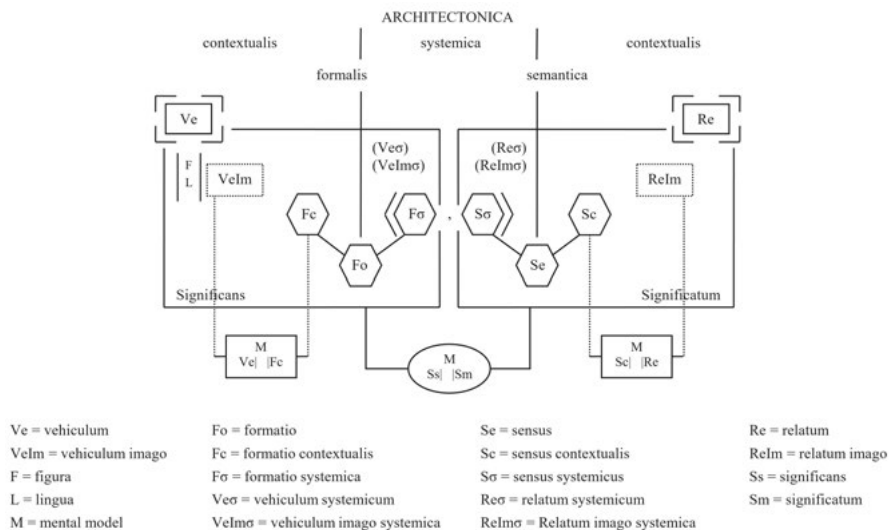 ARCHITECTONICA
contextualis systemica contextualis
formalis semantica
Ve Re
(Veσ) (Reσ)
(VeImσ) (ReImσ)
F
L
VeIm ReIm
Fc Fσ , Sσ Sc
Fo Se
Significans Significatum
M M M
Ve| |Fc Ss| |Sm Sc| |Re
Ve = vehiculum Fo = formatio Se = sensus Re = relatum
VeIm = vehiculum imago Fc = formatio contextualis Sc = sensus contextualis ReIm = relatum imago
F = figura Fσ = formatio systemica Sσ = sensus systemicus Ss = significans
L = lingua Veσ = vehiculum systemicum Reσ = relatum systemicum Sm = significatum
M = mental model VeImσ = vehiculum imago systemica ReImσ = Relatum imago systemica